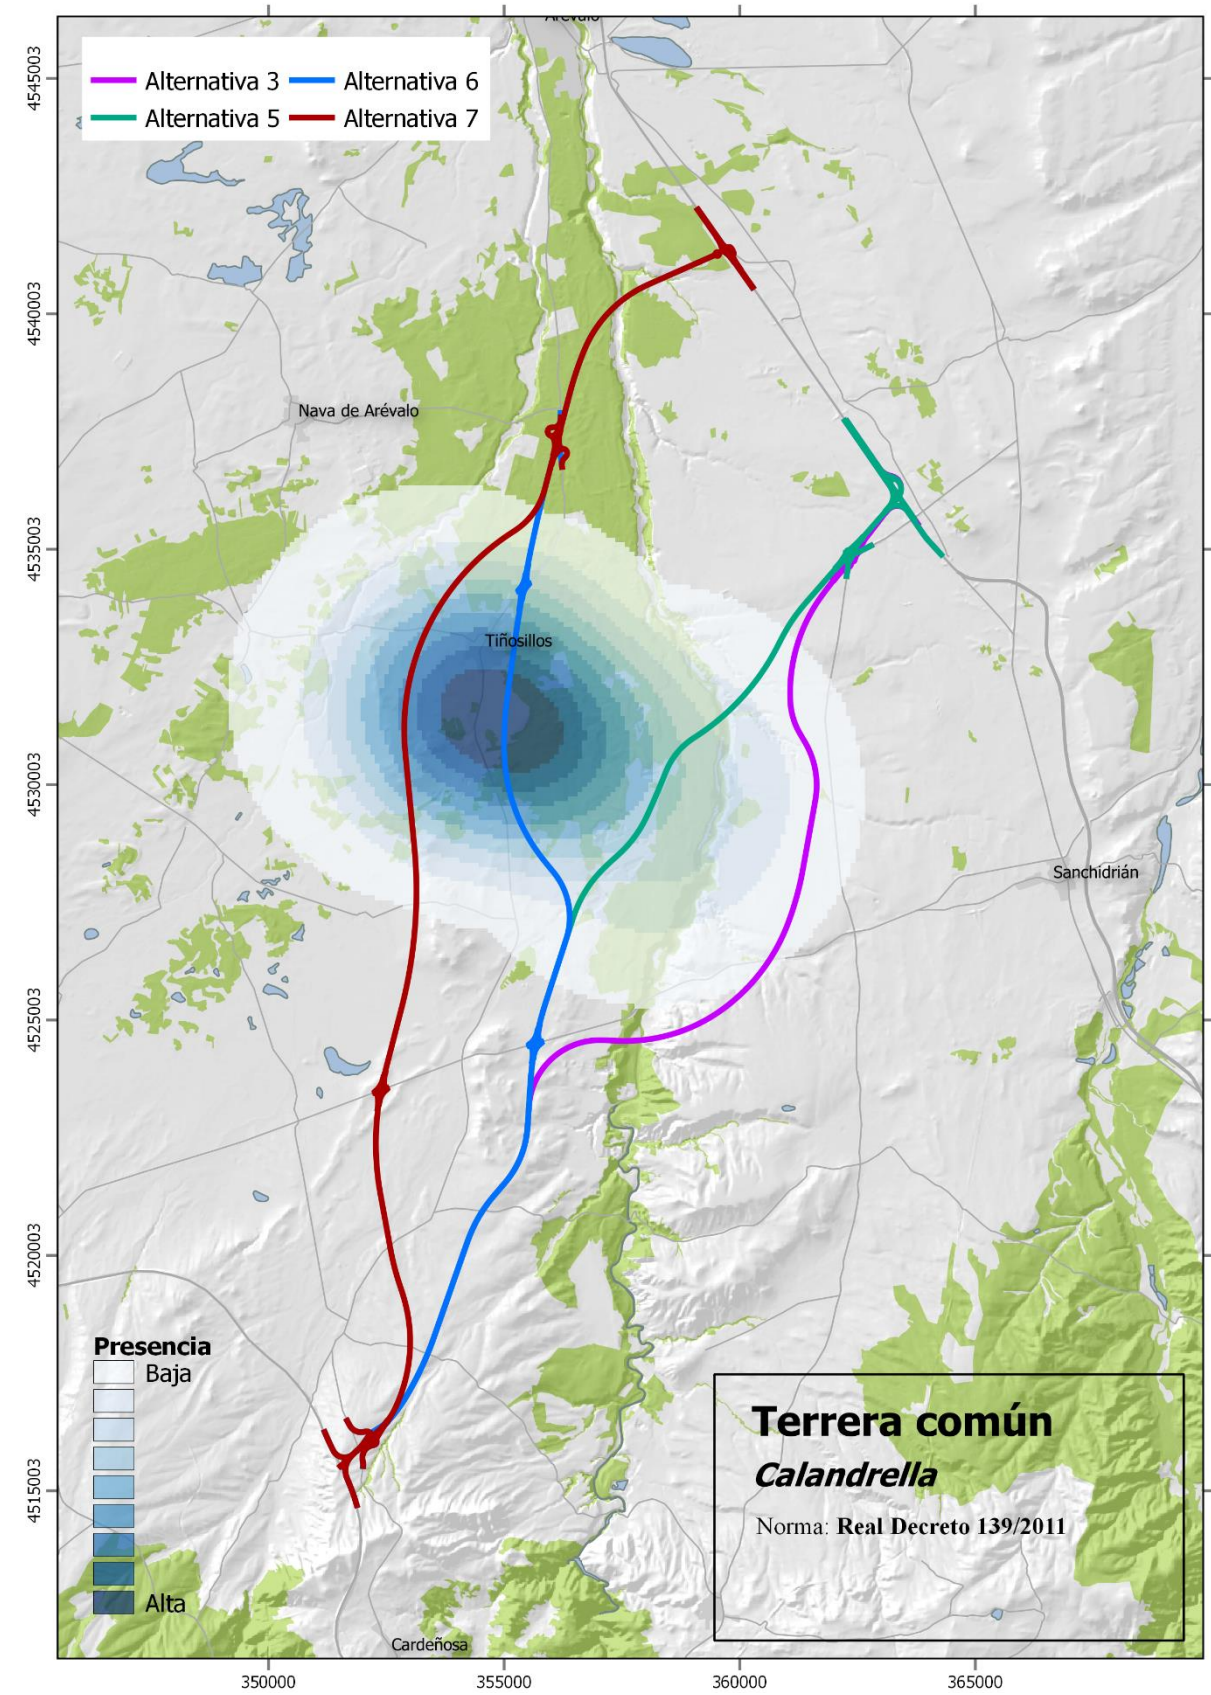 Arévalo
Alternativa 3
Alternativa 6
Alternativa 5
Alternativa 7
4545003
4540003
Nava de Arévalo
4535003
Tiñosillos
4530003
Sanchidrián
4525003
4520003
Presencia
Baja
Alta
4515003
Terrera común
Calandrella
Norma: Real Decreto 139/2011
Cardeñosa
350000
355000
360000
365000